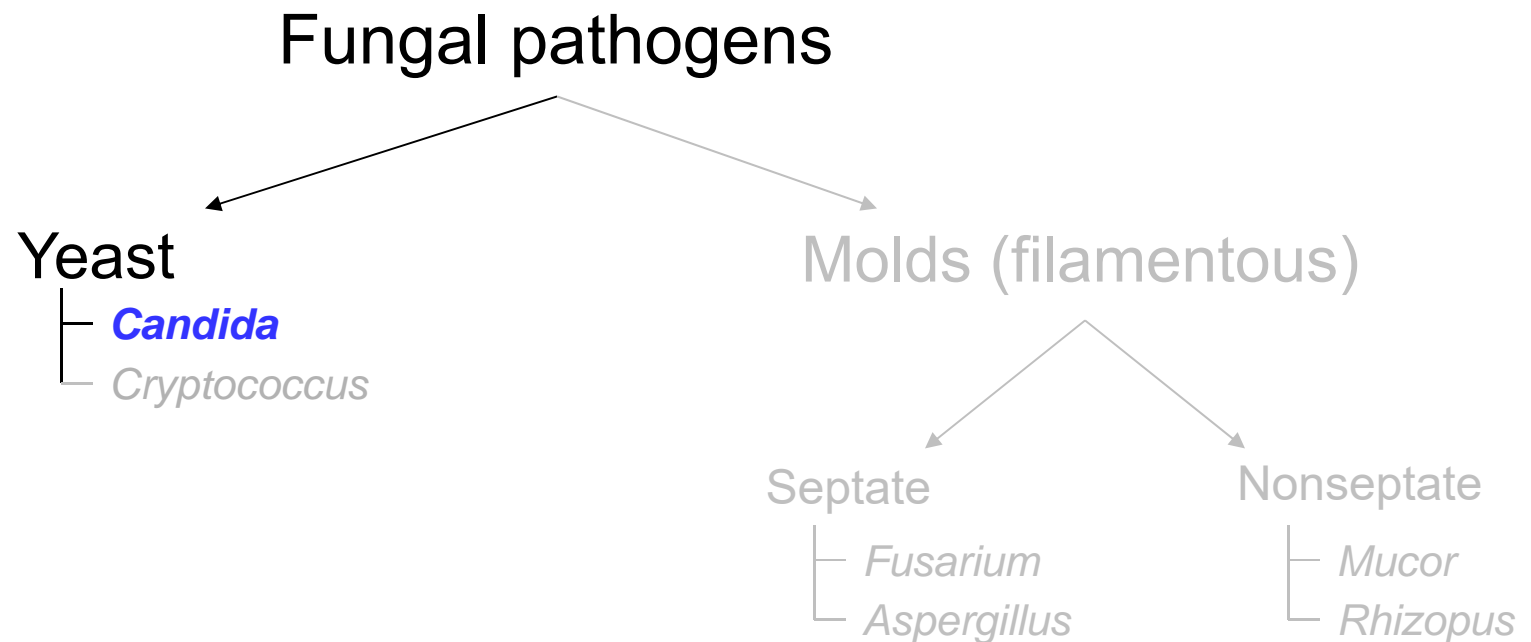 Fungal pathogens
Yeast
Candida
Cryptococcus
Molds (filamentous)
Septate
Fusarium
Aspergillus
Nonseptate
Mucor
Rhizopus